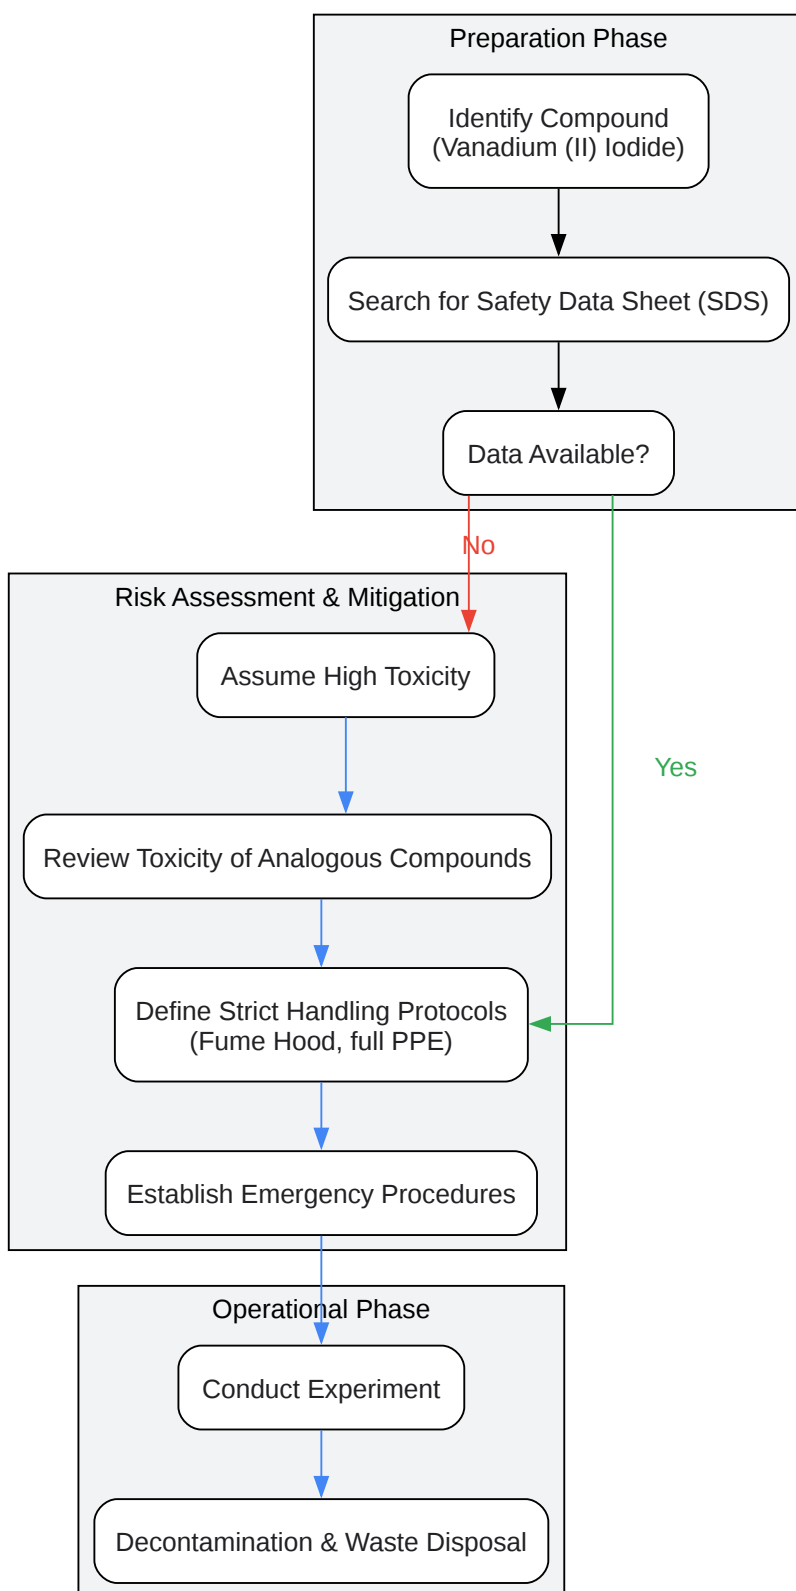 Preparation Phase
Identify Compound
(Vanadium (II) Iodide)
Search for Safety Data Sheet (SDS)
Data Available?
No
Risk Assessment & Mitigation
Assume High Toxicity
Yes
Review Toxicity of Analogous Compounds
Define Strict Handling Protocols
(Fume Hood, full PPE)
Establish Emergency Procedures
Operational Phase
Conduct Experiment
Decontamination & Waste Disposal